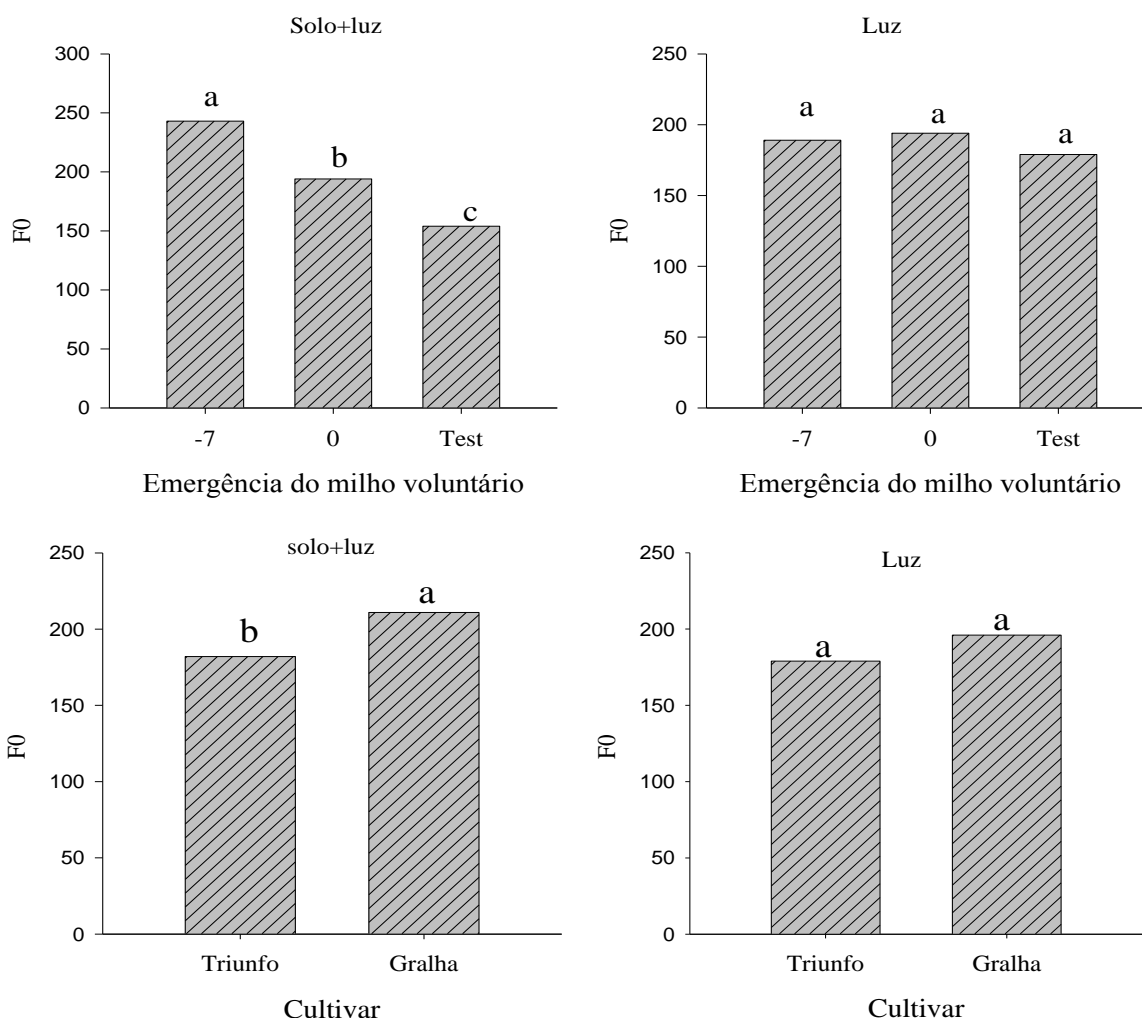 Solo+luz
300
250
200
150
100
50
0
F0
a
b
c
-7 0 Test
Emergência do milho voluntário
Luz
250
200
150
100
50
0
F0
a a a
-7 0 Test
Emergência do milho voluntário
solo+luz
250
200
150
100
50
0
F0
b
a
Triunfo Gralha
Cultivar
Luz
250
200
150
100
50
0
F0
a
a
Triunfo Gralha
Cultivar